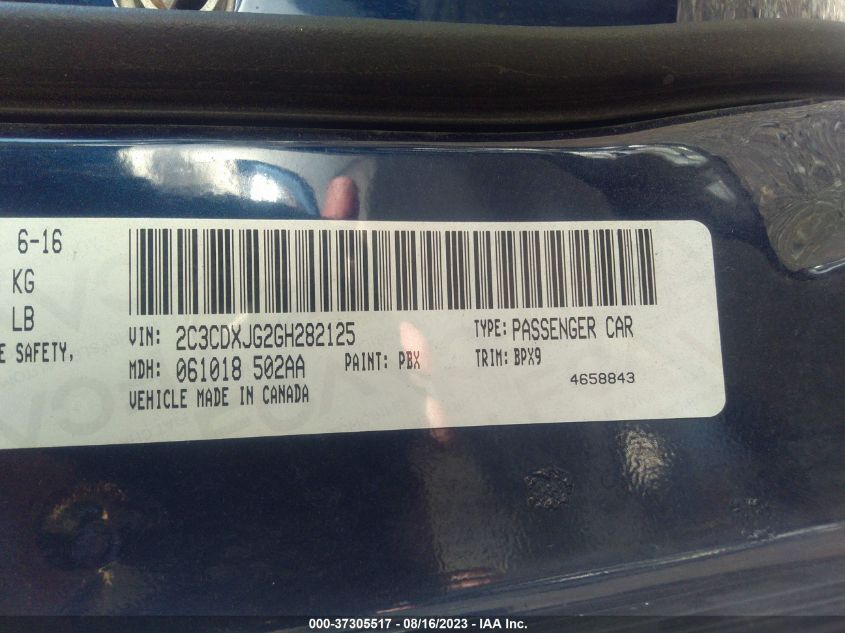 6-16
KG
LB
E SAFETY,
VIN: 2C3CDXJG2GH282125 TYPE: PASSENGER CAR
MDH: 061018 502AA PAINT: PBX TRIM: BPX9
VEHICLE MADE IN CANADA 4658843
000-37305517 - 08/16/2023 - IAA Inc.